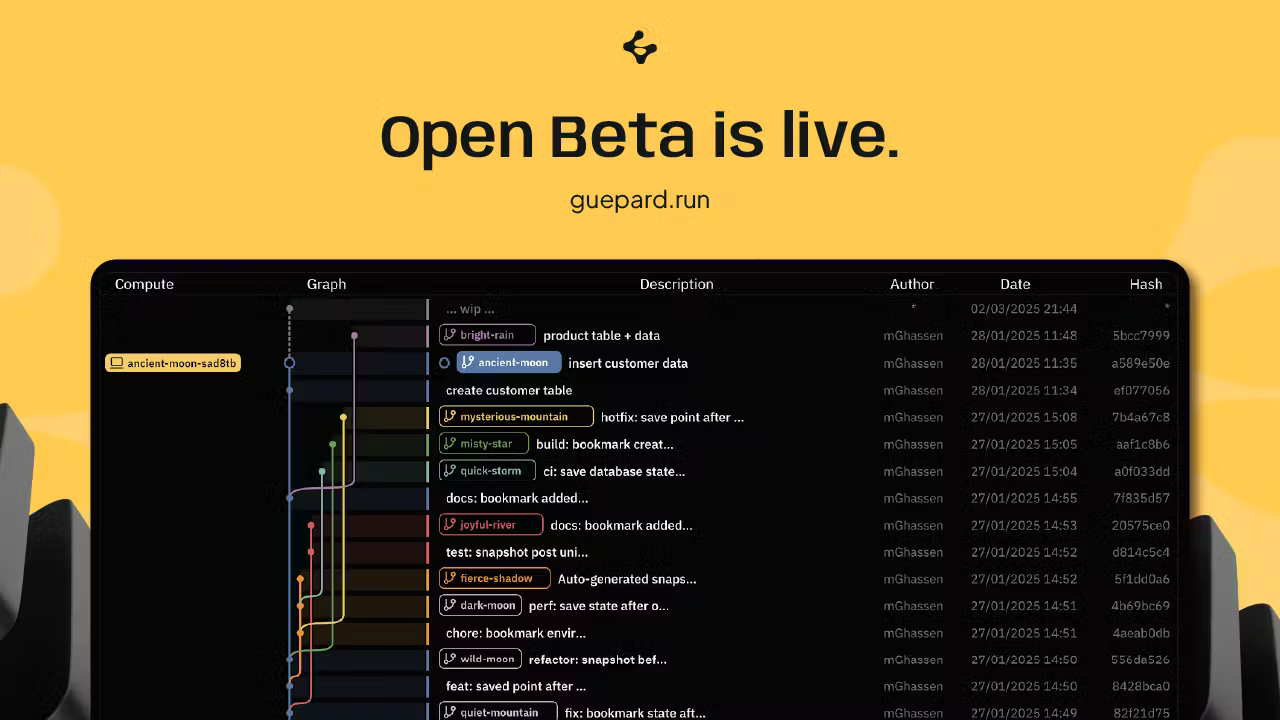 Open Beta is live.
guepard.run
Compute Graph Description Author Date Hash
... wip ... * 02/03/2025 21:44 *
bright-rain product table + data mGhassen 28/01/2025 11:48 5bcc7999
ancient-moon-sad8tb ancient-moon insert customer data mGhassen 28/01/2025 11:35 a589e50e
create customer table mGhassen 28/01/2025 11:34 ef077056
mysterious-mountain hotfix: save point after ... mGhassen 27/01/2025 15:08 7b4a67c8
misty-star build: bookmark creat... mGhassen 27/01/2025 15:05 aaf1c8b6
quick-storm ci: save database state... mGhassen 27/01/2025 15:04 a0f033dd
docs: bookmark added... mGhassen 27/01/2025 14:55 7f835d57
joyful-river docs: bookmark added... mGhassen 27/01/2025 14:53 20575ce0
test: snapshot post uni... mGhassen 27/01/2025 14:52 d814c5c4
fierce-shadow Auto-generated snaps... mGhassen 27/01/2025 14:52 5f1dd0a6
dark-moon perf: save state after o... mGhassen 27/01/2025 14:51 4b69bc69
chore: bookmark envir... mGhassen 27/01/2025 14:51 4aeab0db
wild-moon refactor: snapshot bef... mGhassen 27/01/2025 14:50 556da526
feat: saved point after ... mGhassen 27/01/2025 14:50 8428bca0
quiet-mountain fix: bookmark state aft... mGhassen 27/01/2025 14:49 82f21d75